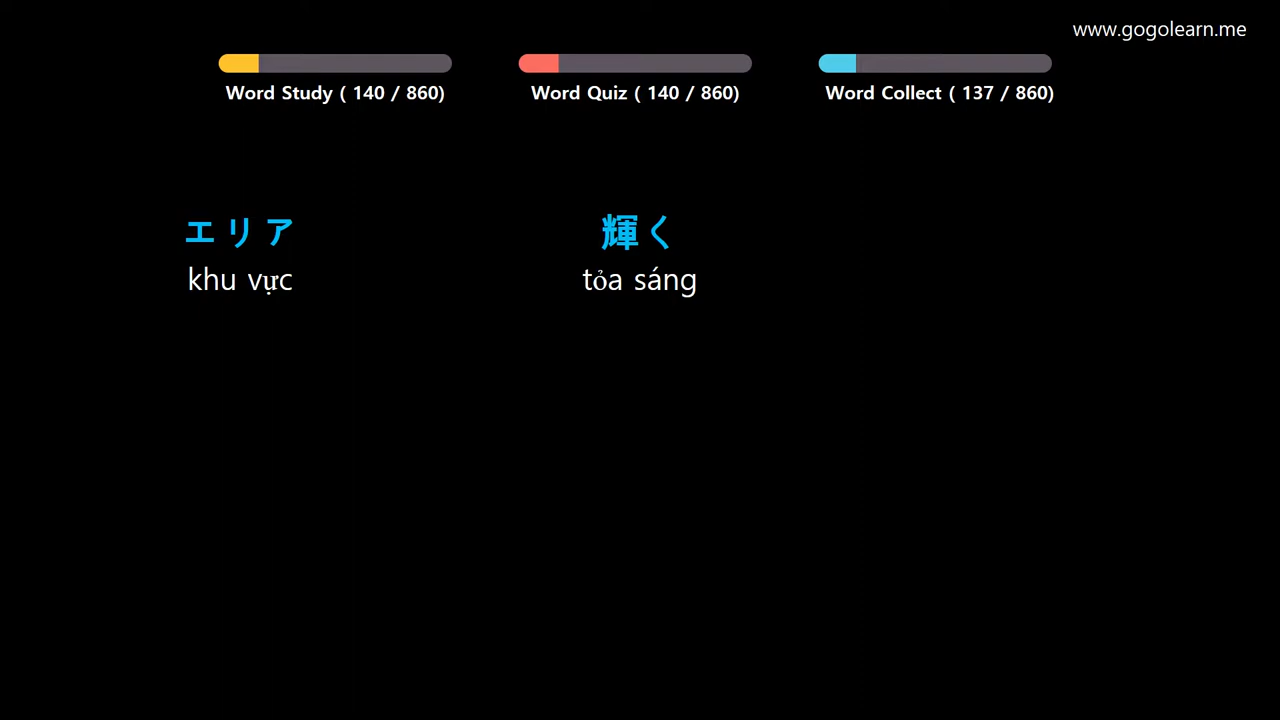 www.gogolearn.me
Word Study ( 140 / 860)
Word Quiz ( 140 / 860)
Word Collect ( 137 / 860)
エリア
khu vực
輝く
tỏa sáng